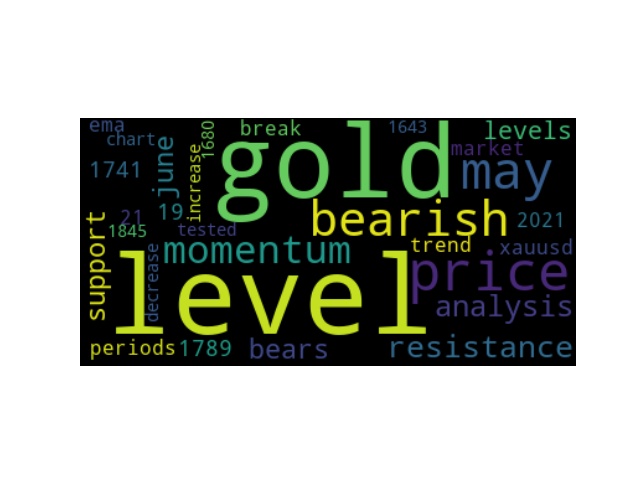 ema
chart
1741
june
1680
increase
break
gold
1643
levels
market
may
21
19
1845
tested
bearish
2021
support
decrease
momentum
trend
xauusd
level
price
analysis
periods
1789
bears
resistance